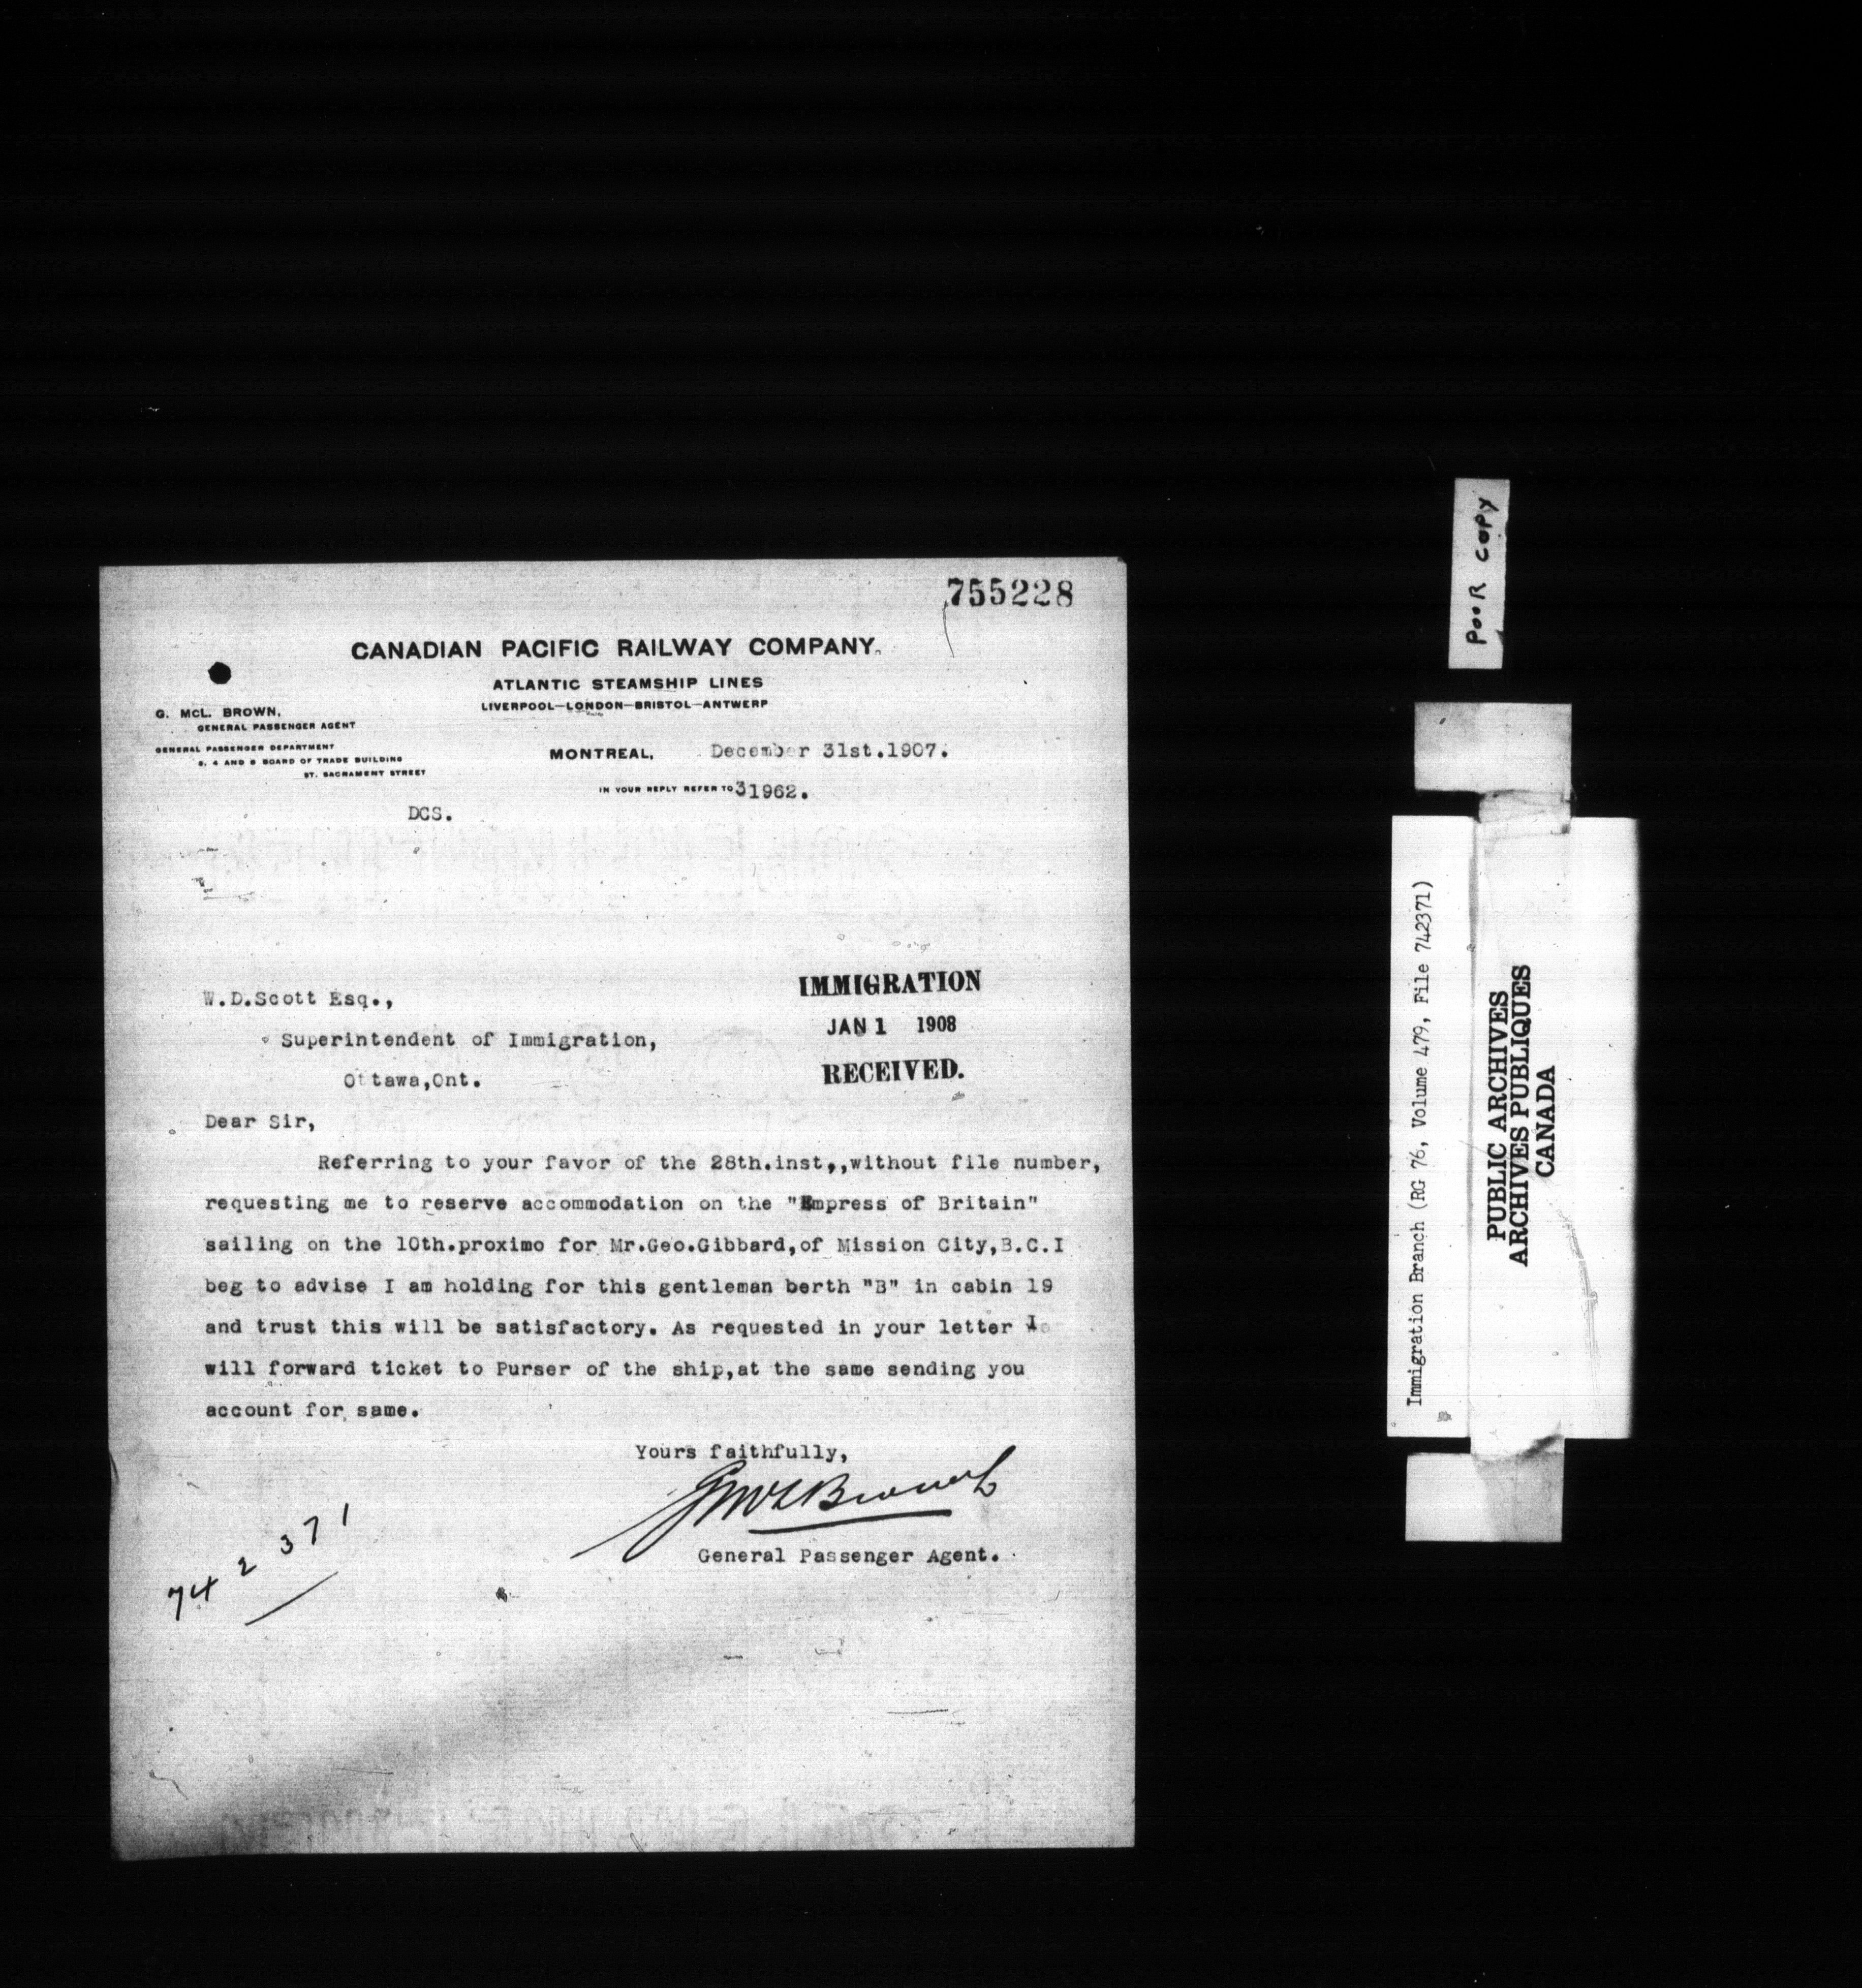 755228
CANADIAN PACIFIC RAILWAY COMPANY.
ATLANTIC STEAMSHIP LINES
LIVERPOOL—LONDON—BRISTOL—ANTWERP
G. McL. BROWN,
GENERAL PASSENGER AGENT
GENERAL PASSENGER DEPARTMENT
3, 4 AND 5 BOARD OF TRADE BUILDING
ST. SACRAMENT STREET
MONTREAL, December 31st.1907.
IN YOUR REPLY REFER TO 31962.
DCS.
W.D.Scott Esq.,
Superintendent of Immigration,
Ottawa,Ont.
IMMIGRATION
JAN 1 1908
RECEIVED.
Dear Sir,
Referring to your favor of the 28th.inst,,without file number,
requesting me to reserve accommodation on the "Empress of Britain"
sailing on the 10th.proximo for Mr.Geo.Gibbard,of Mission City,B.C.I
beg to advise I am holding for this gentleman berth "B" in cabin 19
and trust this will be satisfactory. As requested in your letter I
will forward ticket to Purser of the ship,at the same sending you
account for same.
Yours faithfully,
GMcLBrown
General Passenger Agent.
742371
POOR COPY
Immigration Branch (RG 76, Volume 479, File 742371)
PUBLIC ARCHIVES
ARCHIVES PUBLIQUES
CANADA